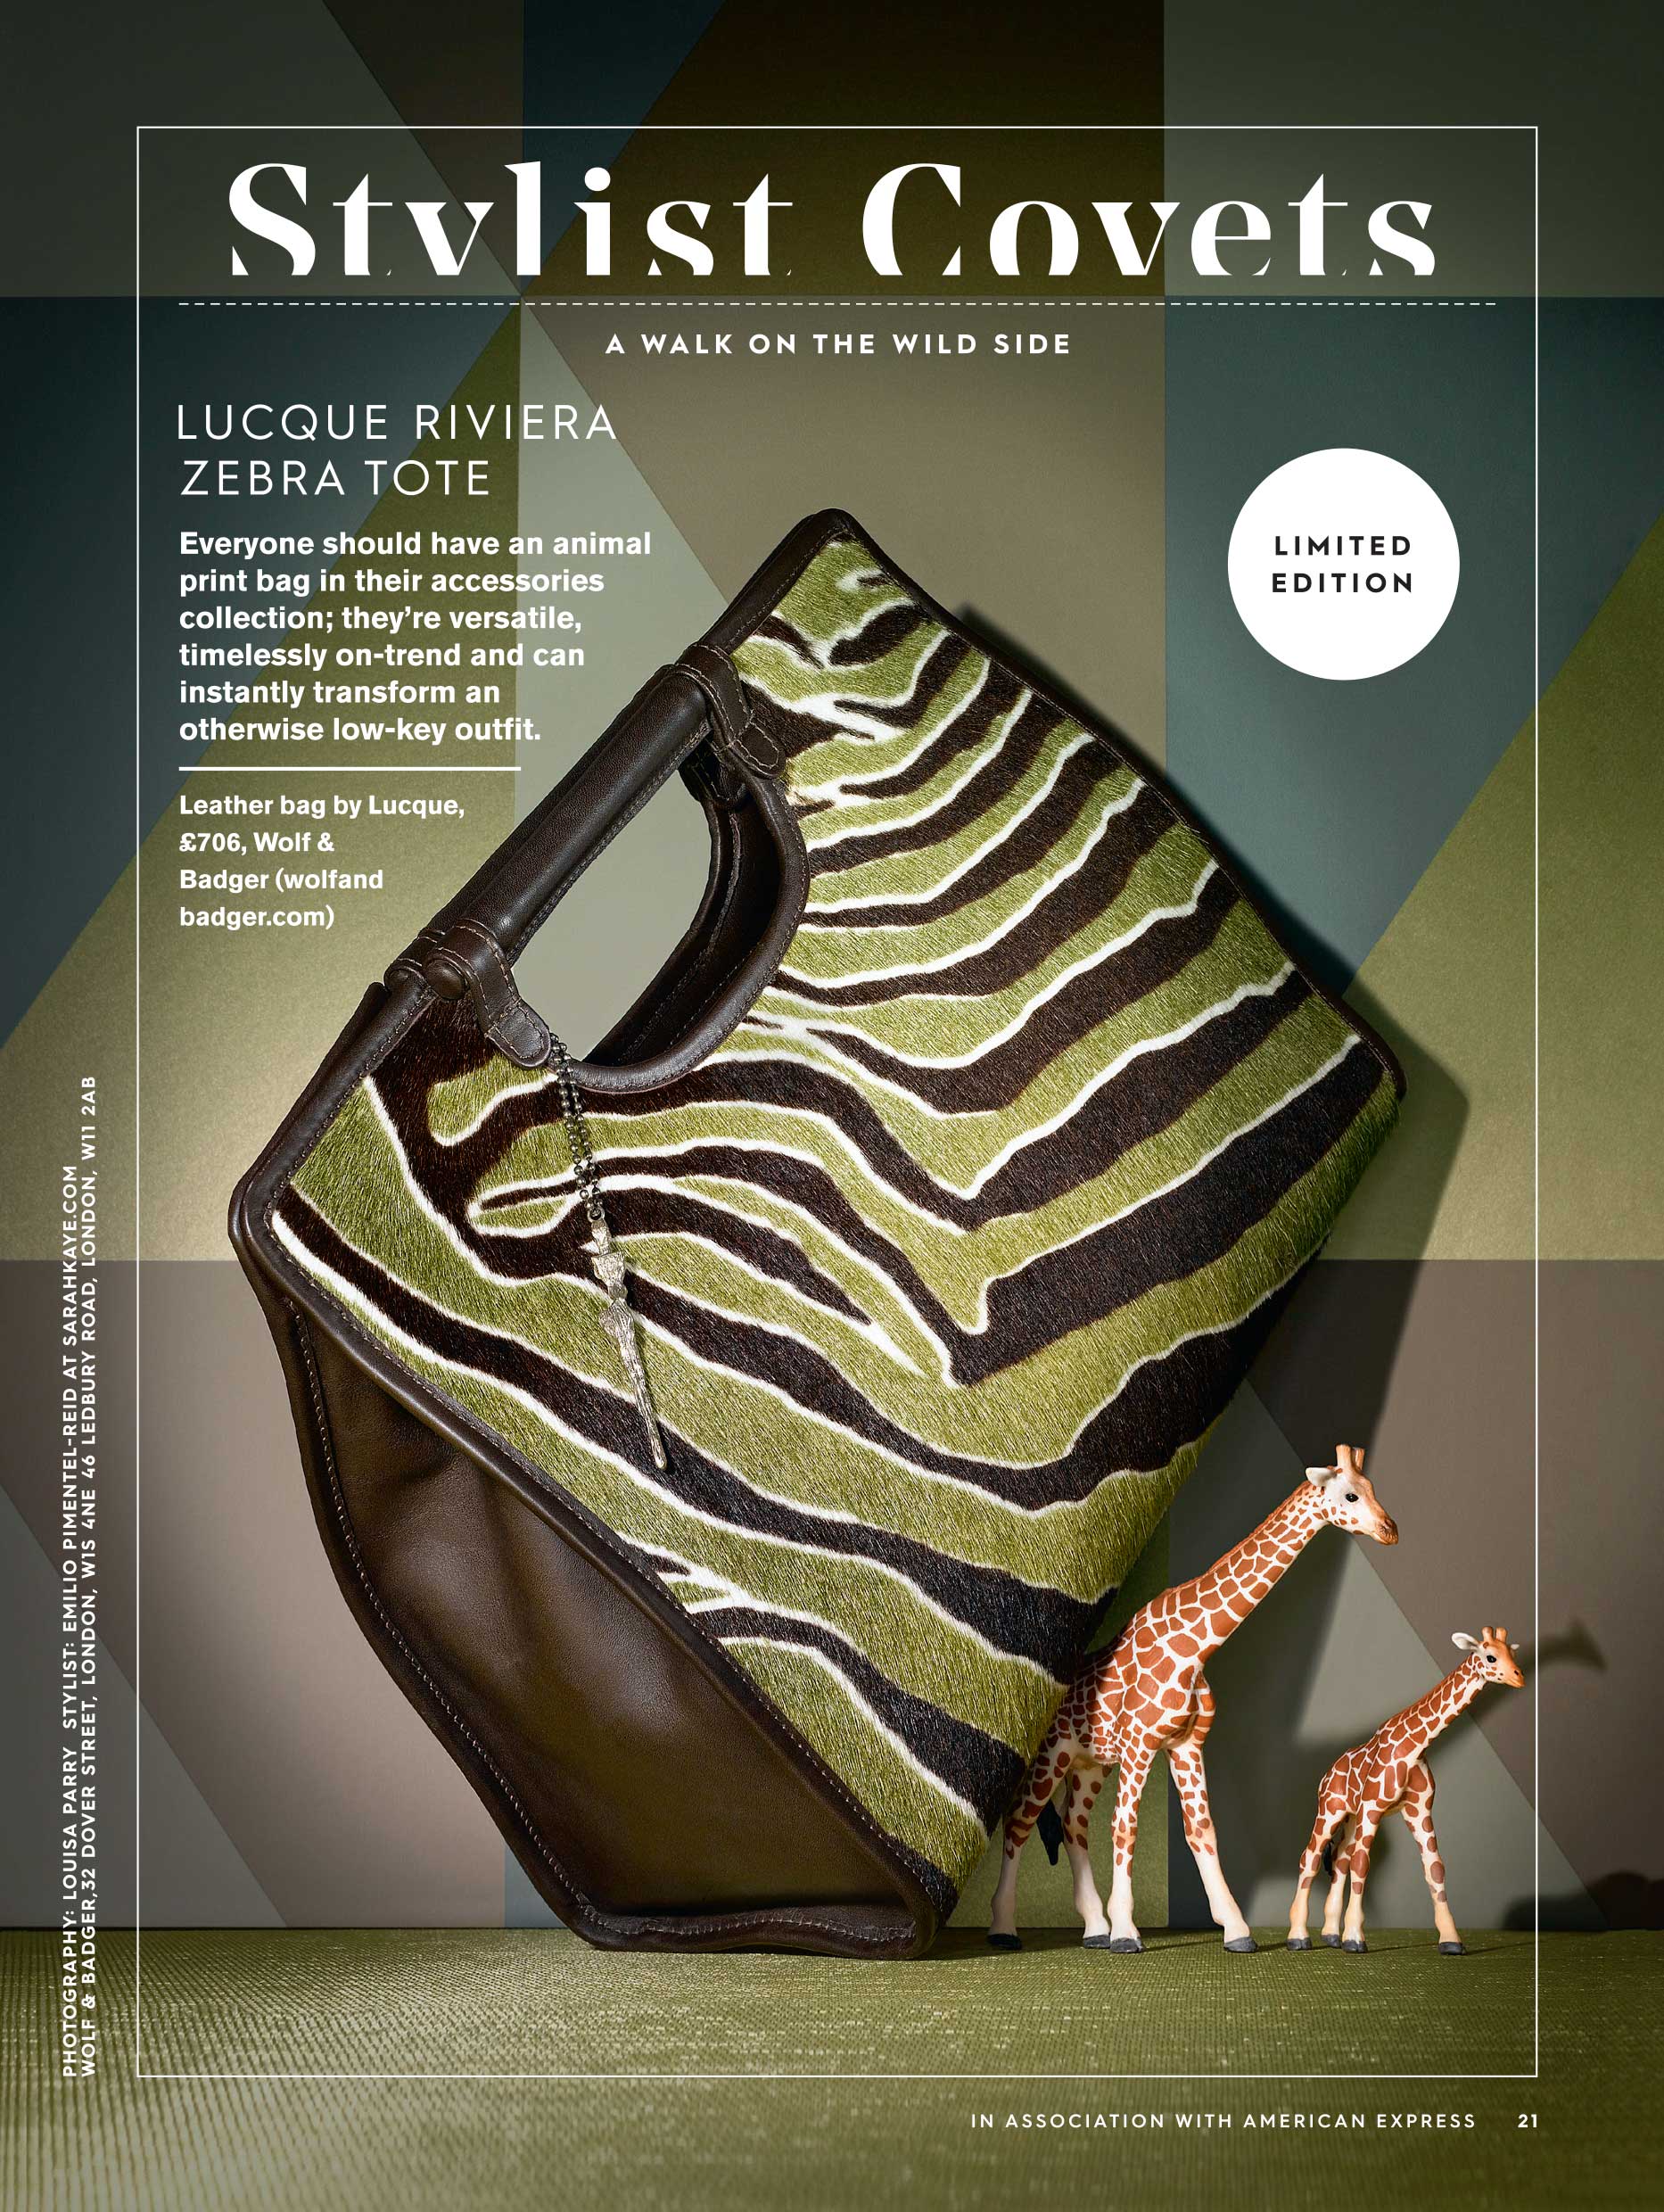 Stylist Covets
A WALK ON THE WILD SIDE
LUCQUE RIVIERA
ZEBRA TOTE
Everyone should have an animal
print bag in their accessories
collection; they’re versatile,
timelessly on-trend and can
instantly transform an
otherwise low-key outfit.
Leather bag by Lucque,
£706, Wolf &
Badger (wolfand
badger.com)
LIMITED
EDITION
PHOTOGRAPHY: LOUISA PARRY STYLIST: EMILIO PIMENTEL-REID AT SARAHKAYE.COM
WOLF & BADGER,32 DOVER STREET, LONDON, W1S 4NE 46 LEDBURY ROAD, LONDON, W11 2AB
IN ASSOCIATION WITH AMERICAN EXPRESS 21